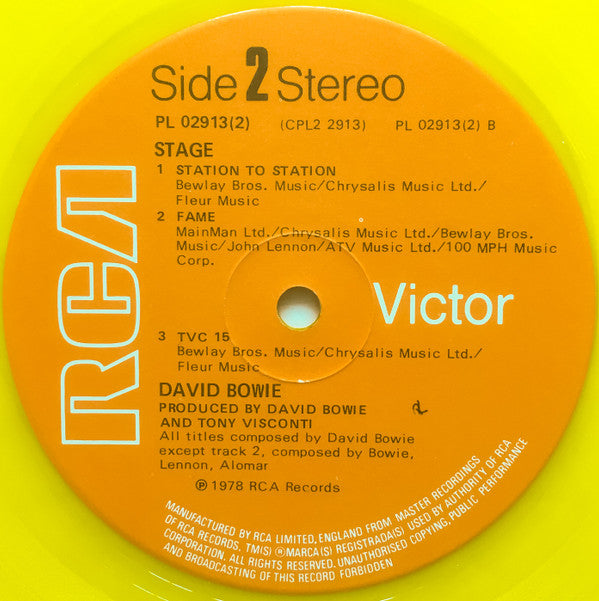 Side 2 Stereo
PL 02913(2) (CPL2 2913) PL 02913(2) B
STAGE
1 STATION TO STATION
Bewlay Bros. Music/Chrysalis Music Ltd./
Fleur Music
2 FAME
MainMan Ltd./Chrysalis Music Ltd./Bewlay Bros.
Music/John Lennon/ATV Music Ltd./100 MPH Music
Corp.
RCA
Victor
3 TVC 15
Bewlay Bros. Music/Chrysalis Music Ltd./
Fleur Music
DAVID BOWIE
PRODUCED BY DAVID BOWIE
AND TONY VISCONTI
All titles composed by David Bowie
except track 2, composed by Bowie,
Lennon, Alomar
℗ 1978 RCA Records
MANUFACTURED BY RCA LIMITED, ENGLAND FROM MASTER RECORDINGS
OF RCA RECORDS. TM(S) ® MARCA(S) REGISTRADA(S) USED BY AUTHORITY OF RCA
CORPORATION. ALL RIGHTS RESERVED. UNAUTHORISED COPYING, PUBLIC PERFORMANCE
AND BROADCASTING OF THIS RECORD FORBIDDEN